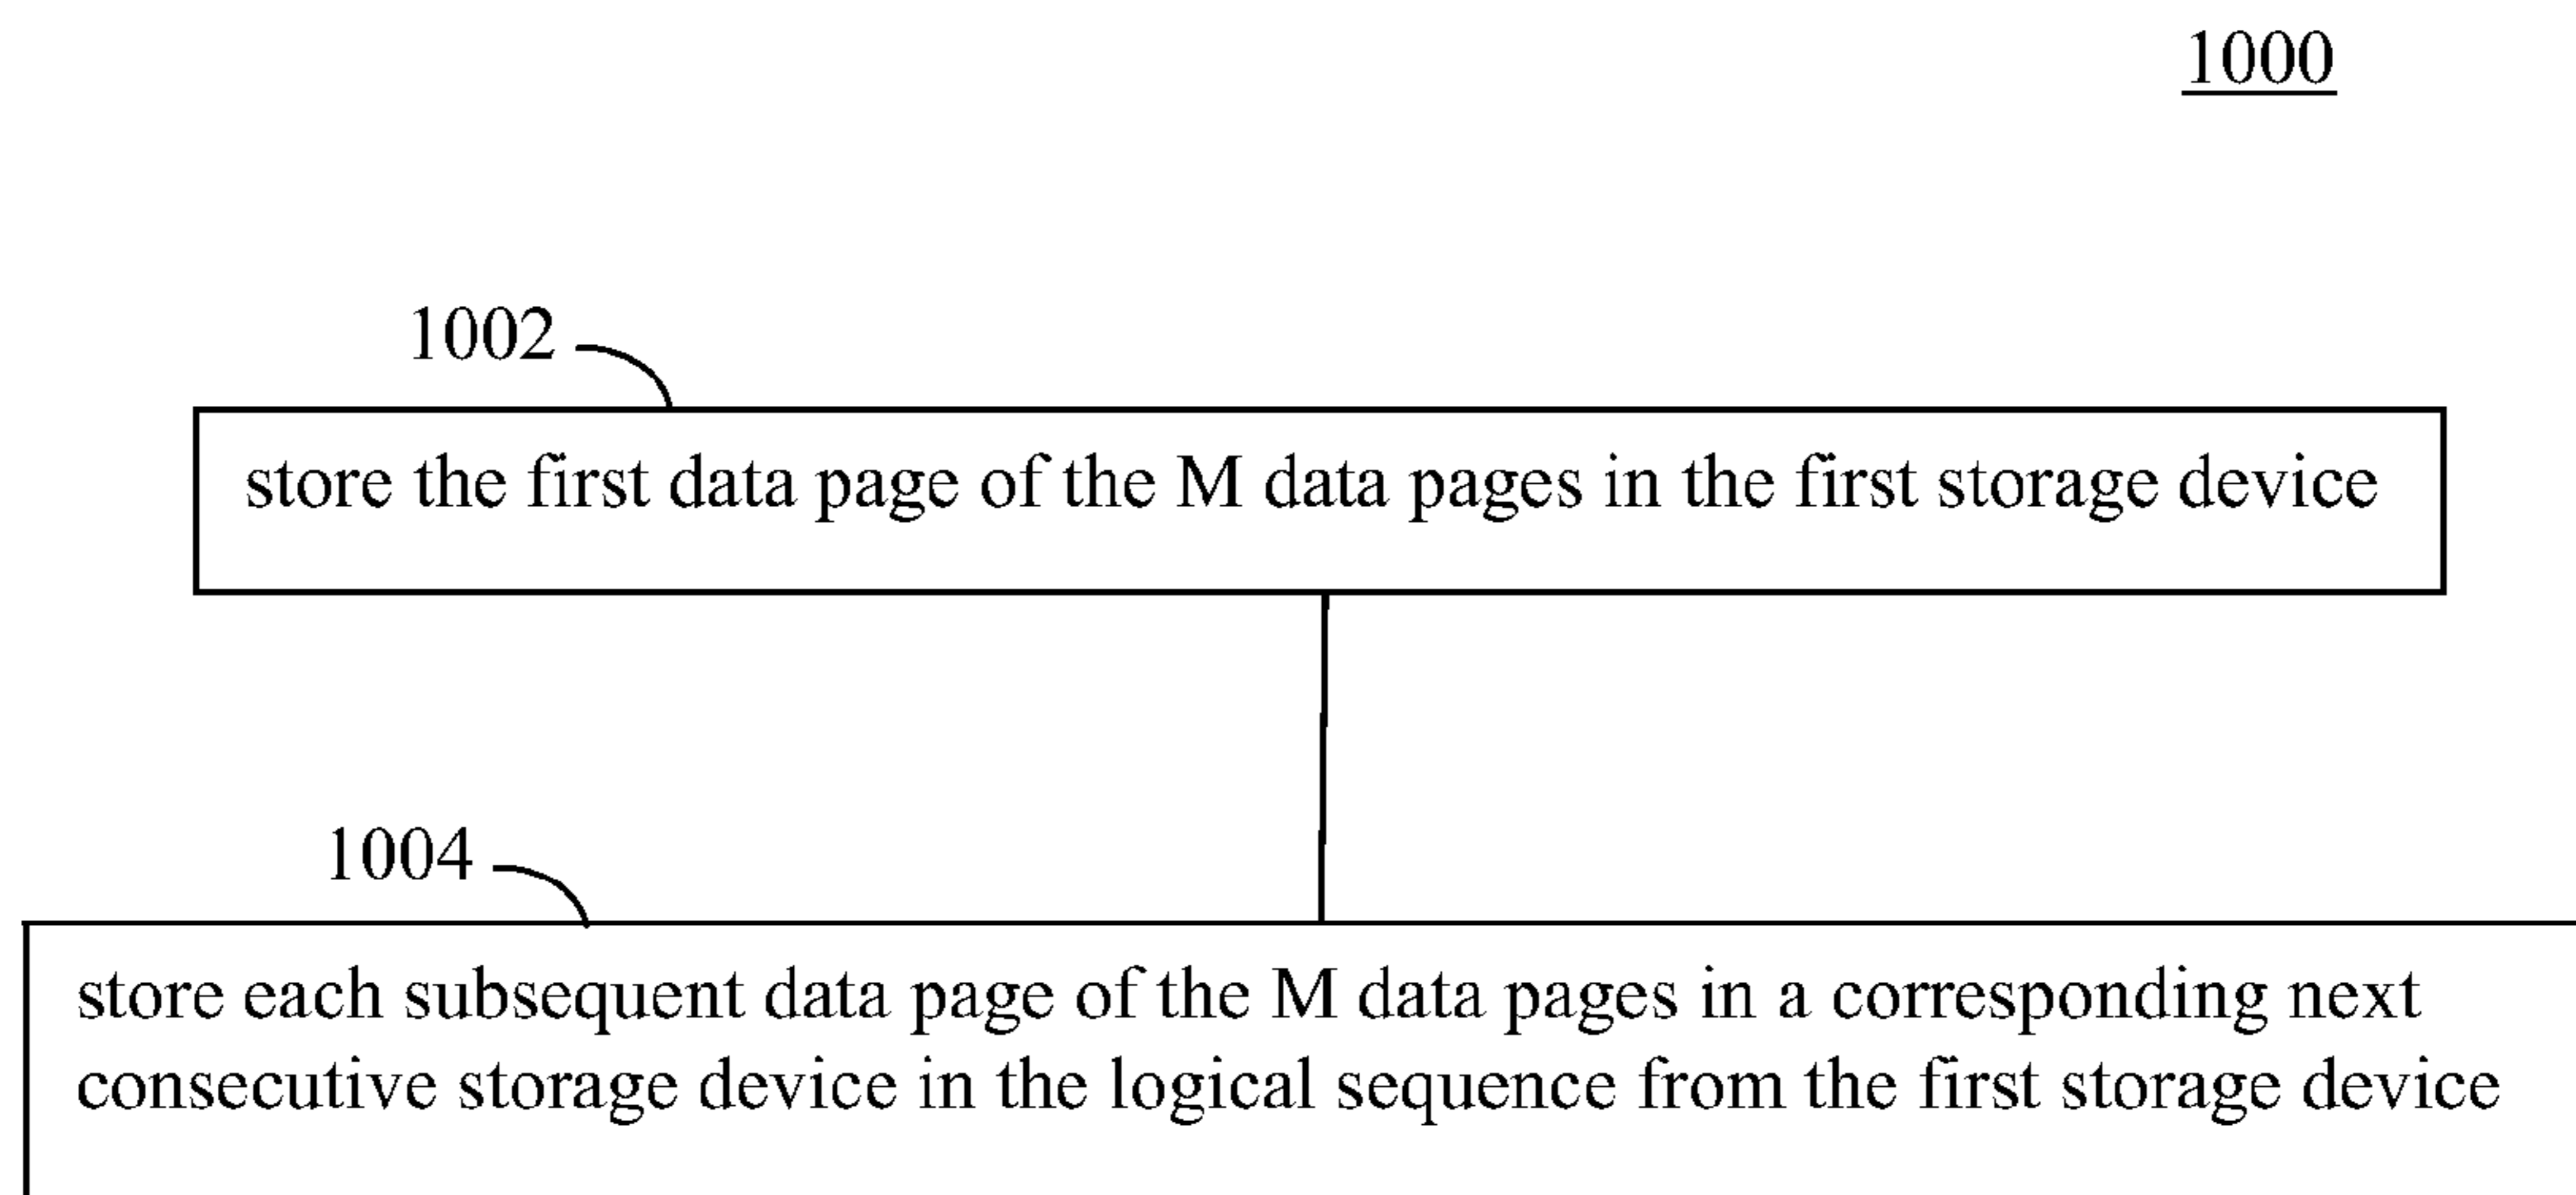 1000
1002
store the first data page of the M data pages in the first storage device
1004
store each subsequent data page of the M data pages in a corresponding next
consecutive storage device in the logical sequence from the first storage device